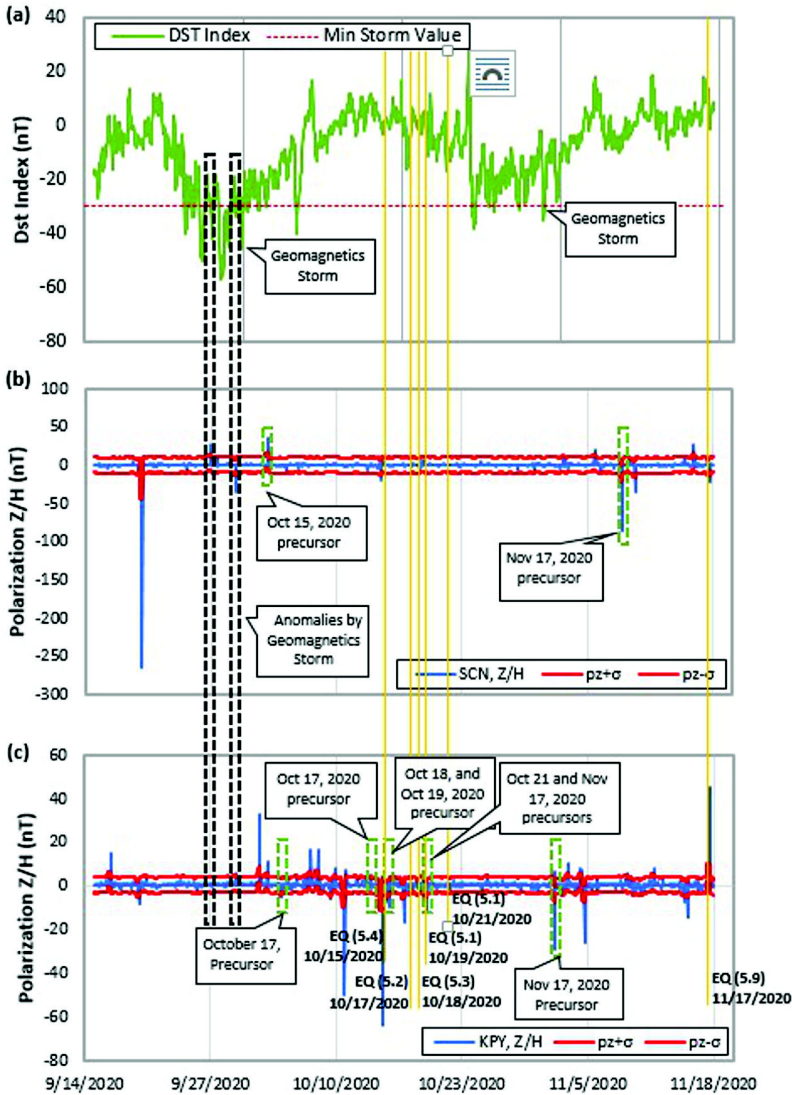 (a)
DST Index
Min Storm Value
40
20
0
-20
-40
-60
-80
Dst Index (nT)
Geomagnetics
Storm
Geomagnetics
Storm
(b)
100
50
0
-50
-100
-150
-200
-250
-300
Polarization Z/H (nT)
Oct 15, 2020
precursor
Nov 17, 2020
precursor
Anomalies by
Geomagnetics
Storm
SCN, Z/H
pz+σ
pz-σ
(c)
60
40
20
0
-20
-40
-60
-80
Polarization Z/H (nT)
Oct 17, 2020
precursor
Oct 18, and
Oct 19, 2020
precursor
Oct 21 and Nov
17, 2020
precursors
October 17,
Precursor
EQ (5.4)
10/15/2020
EQ (5.2)
10/17/2020
EQ (5.1)
10/21/2020
EQ (5.1)
10/19/2020
EQ (5.3)
10/18/2020
Nov 17, 2020
Precursor
EQ (5.9)
11/17/2020
KPY, Z/H
pz+σ
pz-σ
9/14/2020
9/27/2020
10/10/2020
10/23/2020
11/5/2020
11/18/2020